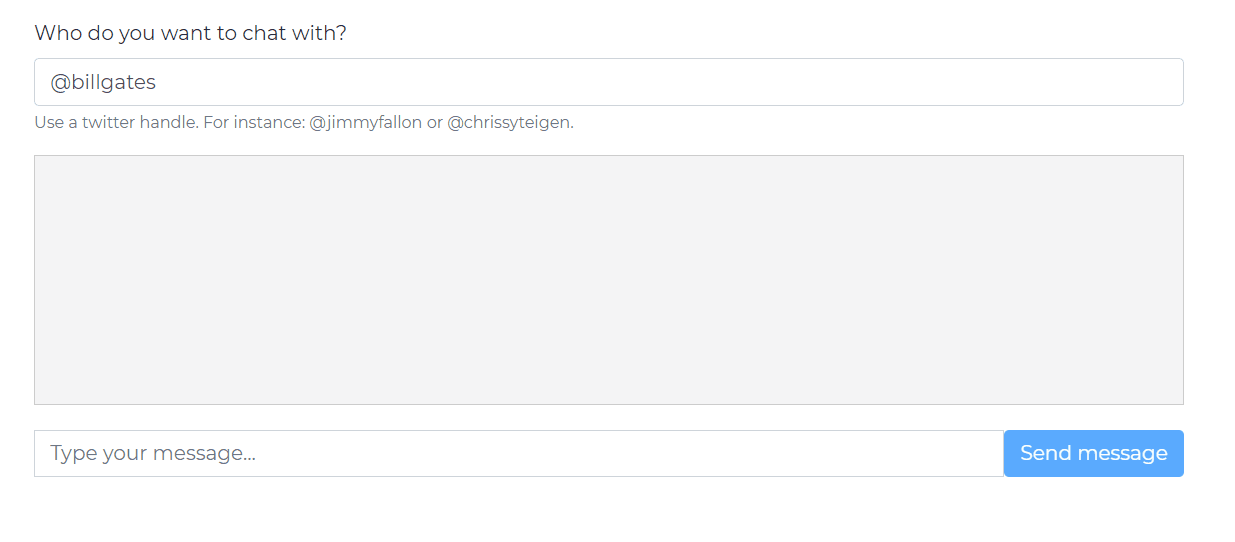 Who do you want to chat with?
@billgates
Use a twitter handle. For instance: @jimmyfallon or @chrissyteigen.
Type your message...
Send message